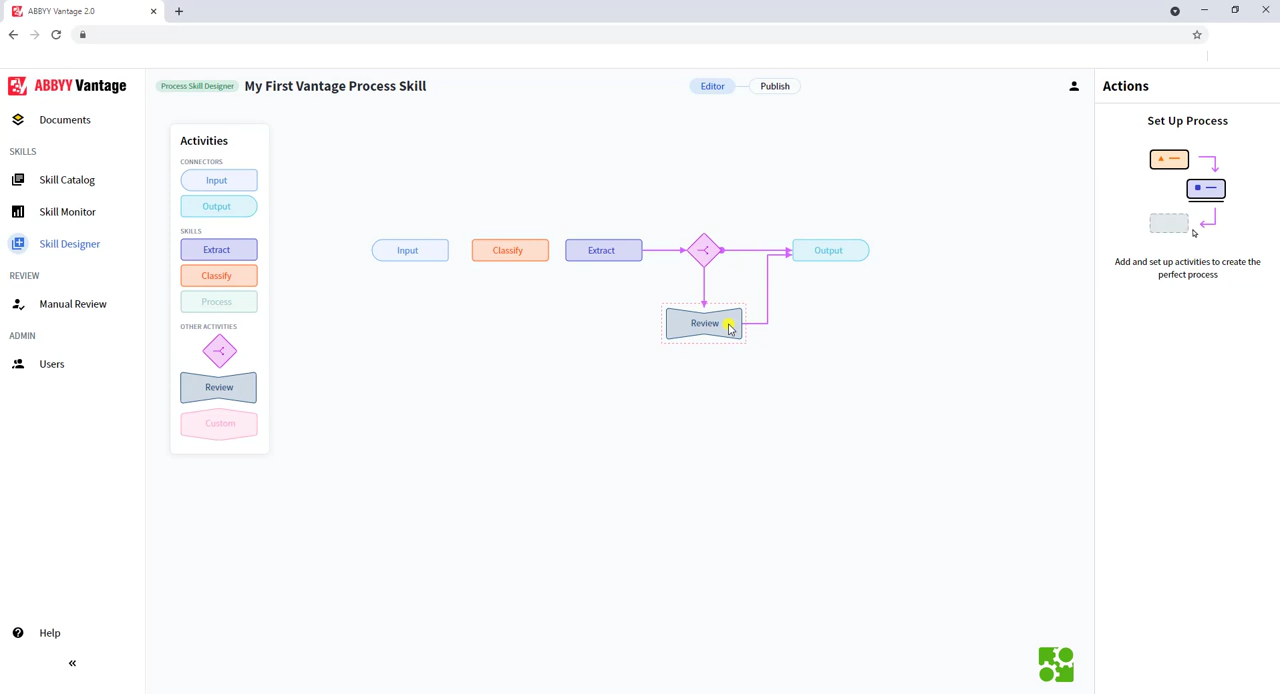 ABBYY Vantage 2.0
ABBYY Vantage
Documents
SKILLS
Skill Catalog
Skill Monitor
Skill Designer
REVIEW
Manual Review
ADMIN
Users
Help
Process Skill Designer
My First Vantage Process Skill
Editor
Publish
Activities
CONNECTORS
Input
Output
SKILLS
Extract
Classify
Process
OTHER ACTIVITIES
Review
Custom
Input
Classify
Extract
Output
Review
Actions
Set Up Process
Add and set up activities to create the
perfect process